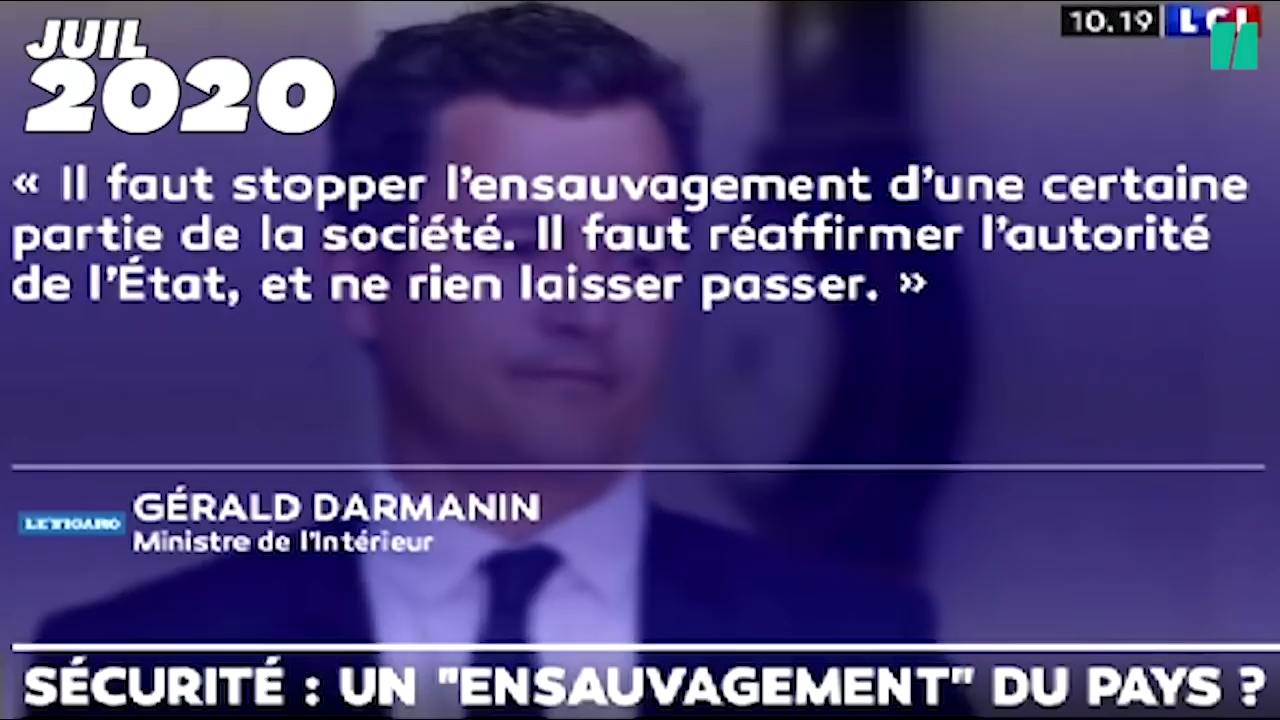 JUIL
2020
10.19 LCI
« Il faut stopper l'ensauvagement d'une certaine
partie de la société. Il faut réaffirmer l'autorité
de l'État, et ne rien laisser passer. »
LE FIGARO
GÉRALD DARMANIN
Ministre de l'Intérieur
SÉCURITÉ : UN "ENSAUVAGEMENT" DU PAYS ?